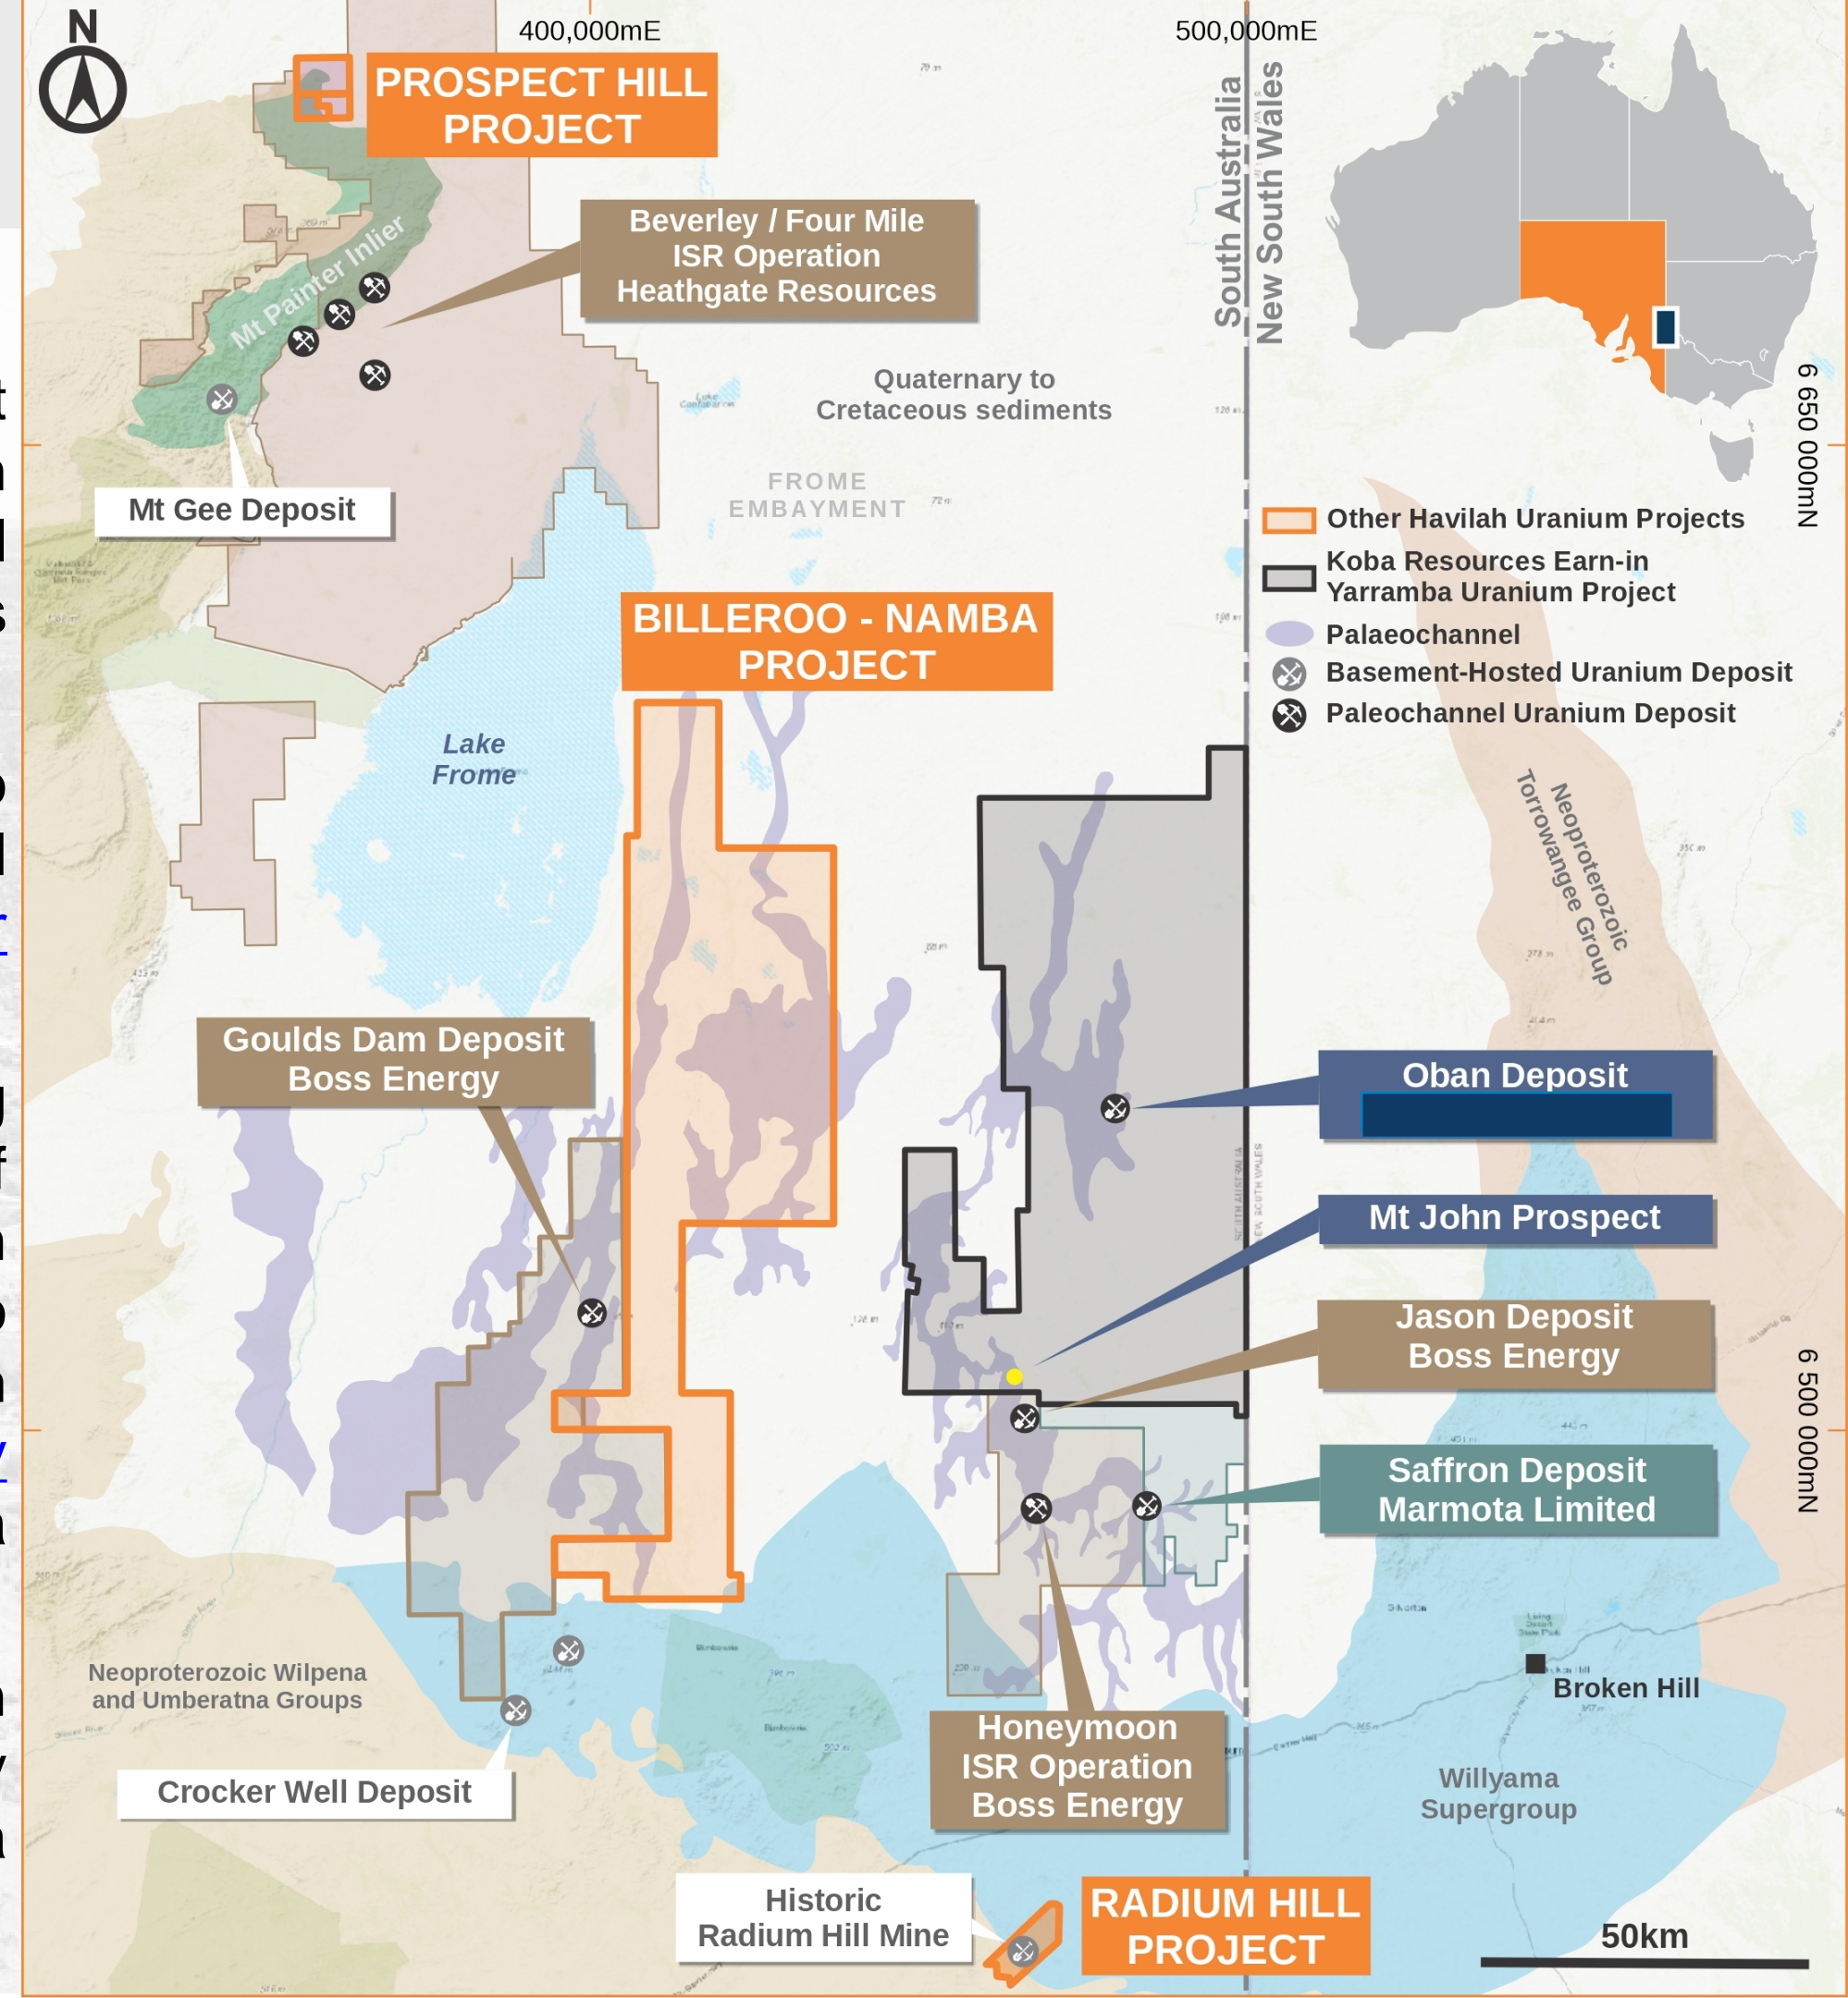 N
400,000mE
500,000mE
PROSPECT HILL
PROJECT
South Australia
New South Wales
Beverley / Four Mile
ISR Operation
Heathgate Resources
Mt Painter Inlier
Quaternary to
Cretaceous sediments
6 650 000mN
FROME
EMBAYMENT
Mt Gee Deposit
Other Havilah Uranium Projects
Koba Resources Earn-in
Yarramba Uranium Project
Palaeochannel
Basement-Hosted Uranium Deposit
Paleochannel Uranium Deposit
BILLEROO - NAMBA
PROJECT
Lake
Frome
Neoproterozoic
Torrowangee Group
Goulds Dam Deposit
Boss Energy
Oban Deposit
Mt John Prospect
Jason Deposit
Boss Energy
6 500 000mN
Saffron Deposit
Marmota Limited
Neoproterozoic Wilpena
and Umberatna Groups
Broken Hill
Honeymoon
ISR Operation
Boss Energy
Crocker Well Deposit
Willyama
Supergroup
Historic
Radium Hill Mine
RADIUM HILL
PROJECT
50km